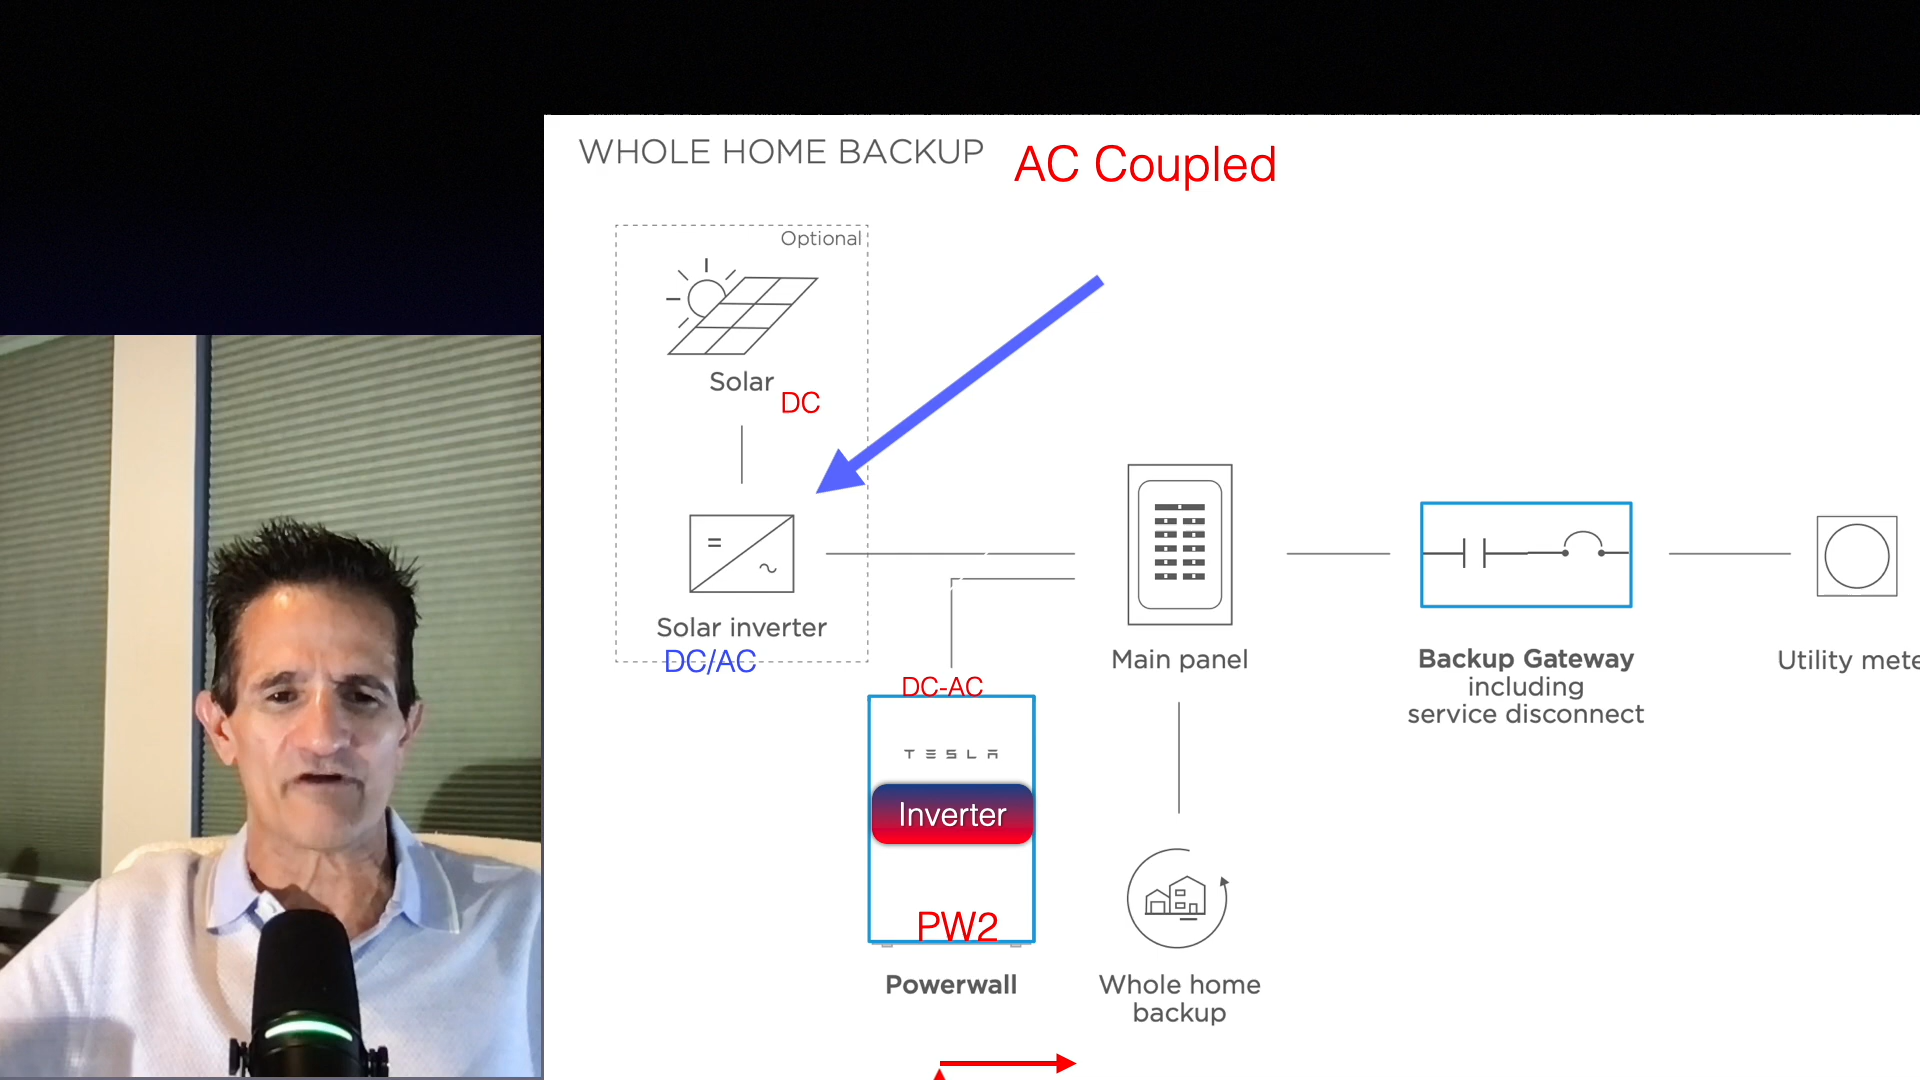 WHOLE HOME BACKUP
AC Coupled
Optional
Solar
DC
Solar inverter
DC/AC
Main panel
Backup Gateway
including
service disconnect
Utility mete
DC-AC
TESLA
Inverter
PW2
Powerwall
Whole home
backup